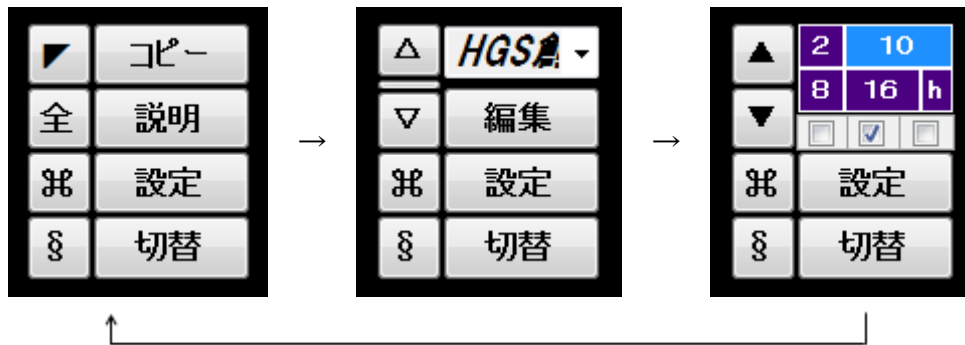 ◤ コピー
全 説明
⌘ 設定
§ 切替
→
△ HGS
▽ 編集
⌘ 設定
§ 切替
→
▲ 2 10
▼ 8 16 h
⌘ 設定
§ 切替